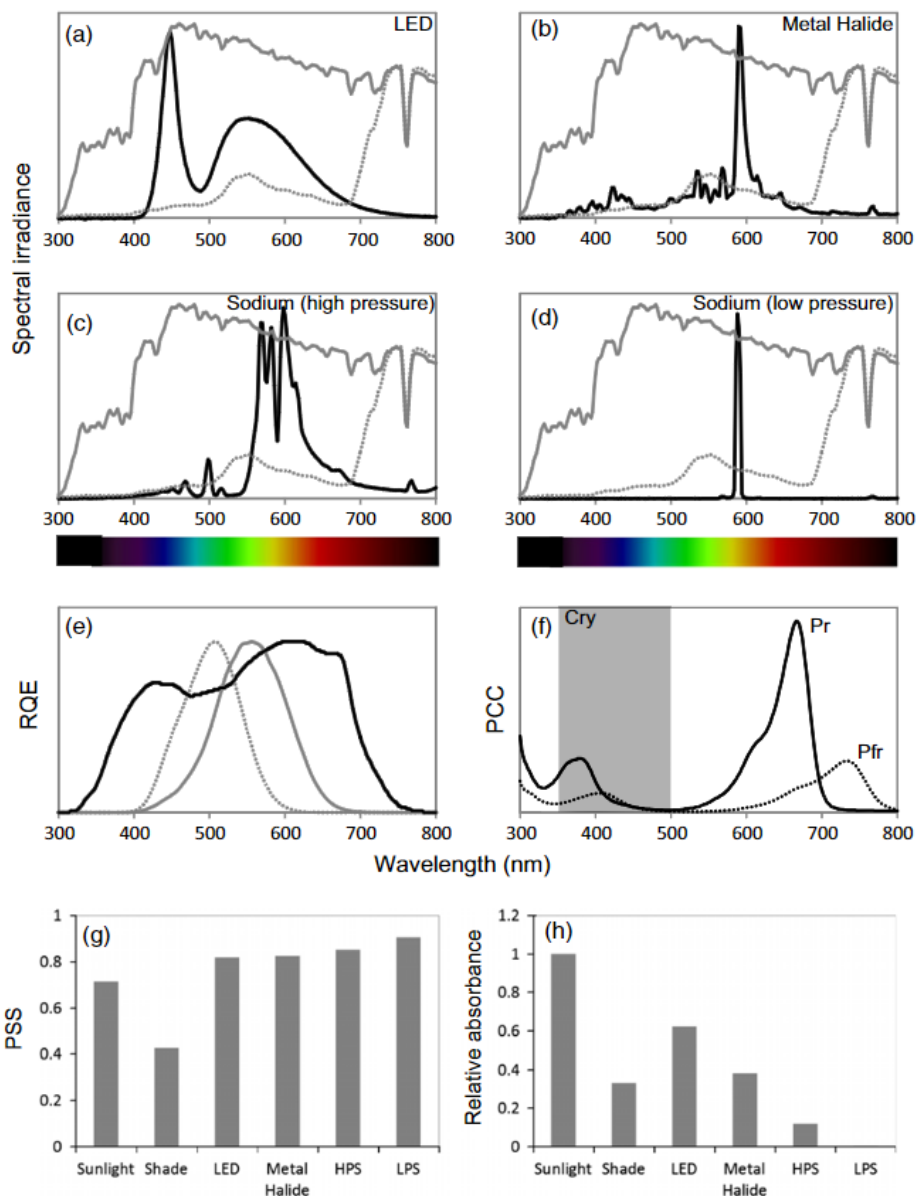 (a) LED
(b) Metal Halide
300 400 500 600 700 800
300 400 500 600 700 800
Spectral irradiance
(c) Sodium (high pressure)
(d) Sodium (low pressure)
300 400 500 600 700 800
300 400 500 600 700 800
(e)
RQE
300 400 500 600 700 800
(f) Cry Pr
Pfr
PCC
300 400 500 600 700 800
Wavelength (nm)
(g)
PSS
1
0.8
0.6
0.4
0.2
0
Sunlight Shade LED Metal Halide HPS LPS
(h)
Relative absorbance
1.2
1
0.8
0.6
0.4
0.2
0
Sunlight Shade LED Metal Halide HPS LPS